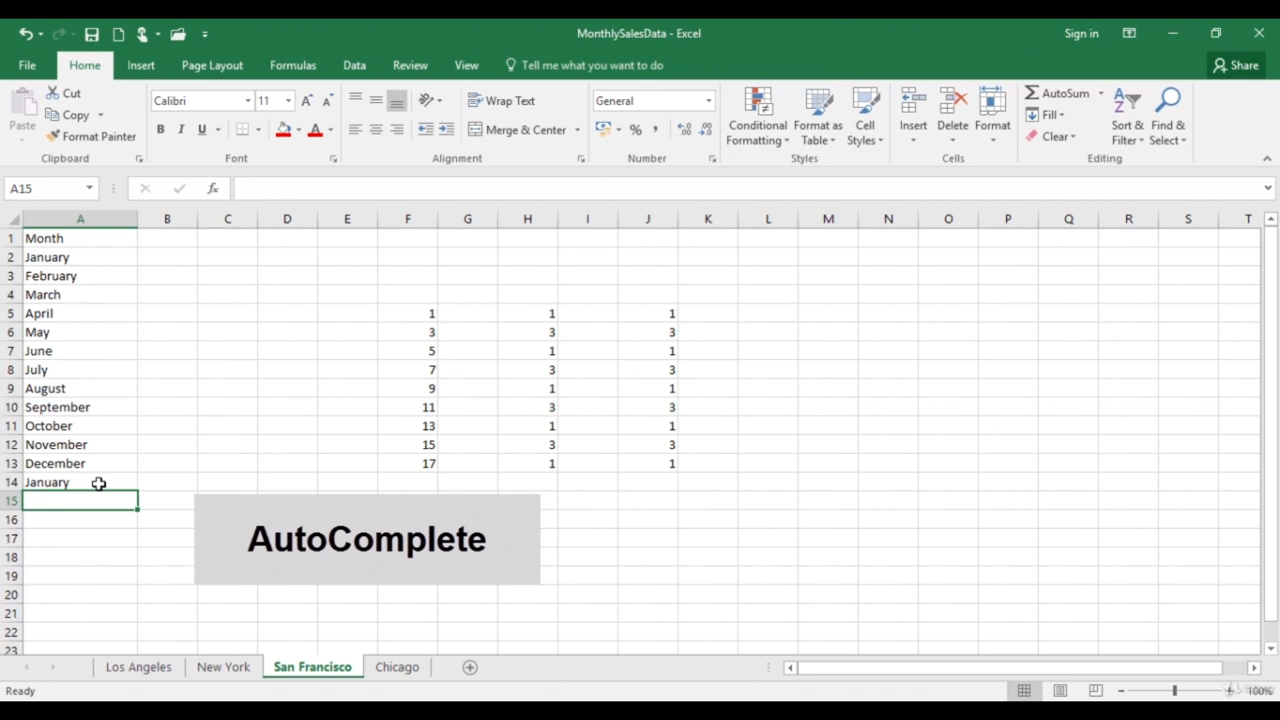 MonthlySalesData - Excel
Sign in
File Home Insert Page Layout Formulas Data Review View Tell me what you want to do Share
Paste
Cut
Copy
Format Painter
Clipboard
Calibri 11
B I U
Font
Wrap Text
Merge & Center
Alignment
General
%
Number
Conditional Formatting
Format as Table
Cell Styles
Styles
Insert Delete Format
Cells
AutoSum
Fill
Clear
Sort & Filter
Find & Select
Editing
A15 fx
A B C D E F G H I J K L M N O P Q R S T
1 Month
2 January
3 February
4 March
5 April 1 1 1
6 May 3 3 3
7 June 5 1 1
8 July 7 3 3
9 August 9 1 1
10 September 11 3 3
11 October 13 1 1
12 November 15 3 3
13 December 17 1 1
14 January
15
16
17
AutoComplete
18
19
20
21
22
23
Los Angeles New York San Francisco Chicago
Ready 100%